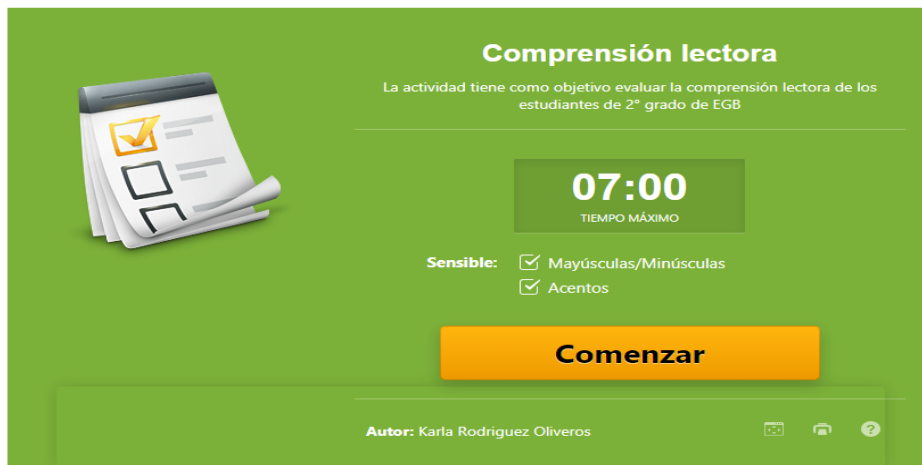 Comprensión lectora
La actividad tiene como objetivo evaluar la comprensión lectora de los
estudiantes de 2° grado de EGB
07:00
TIEMPO MÁXIMO
Sensible: Mayúsculas/Minúsculas
Acentos
Comenzar
Autor: Karla Rodriguez Oliveros
?